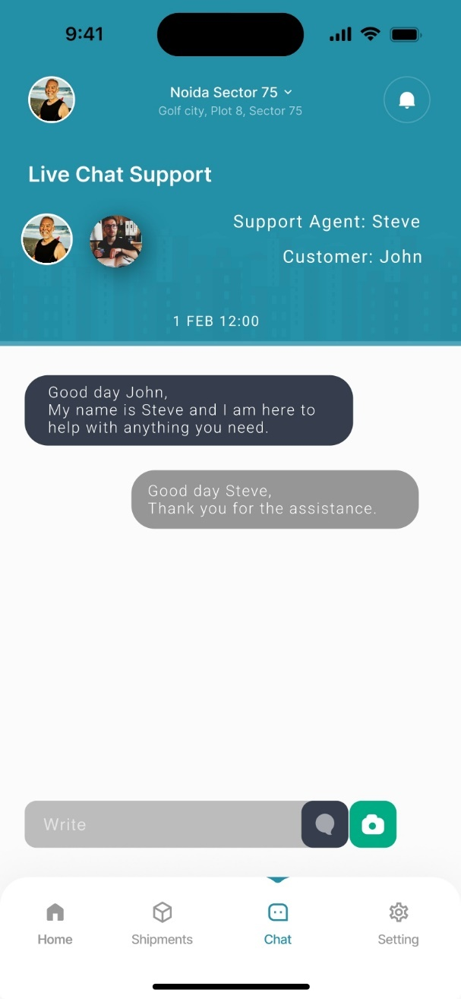 9:41
Noida Sector 75
Golf city, Plot 8, Sector 75
Live Chat Support
Support Agent: Steve
Customer: John
1 FEB 12:00
Good day John,
My name is Steve and I am here to
help with anything you need.
Good day Steve,
Thank you for the assistance.
Write
Home
Shipments
Chat
Setting